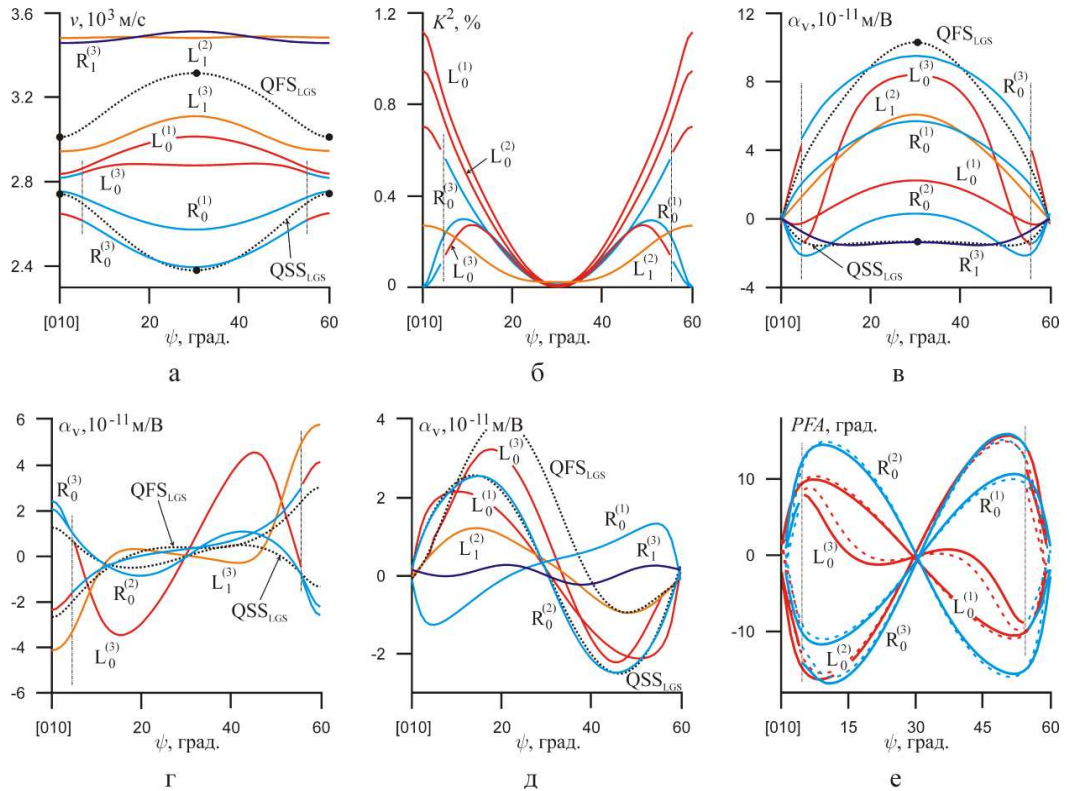 v, 10³ м/с
3.6
3.2
2.8
2.4
R₁⁽³⁾
L₁⁽²⁾
QFS_LGS
L₁⁽³⁾
L₀⁽¹⁾
L₀⁽³⁾
R₀⁽¹⁾
R₀⁽³⁾
QSS_LGS
[010] 20 40 60
ψ, град.
а
K², %
1.2
0.8
0.4
0
L₀⁽¹⁾
L₀⁽²⁾
R₀⁽³⁾
R₀⁽¹⁾
L₀⁽³⁾
L₁⁽²⁾
[010] 20 40 60
ψ, град.
б
αᵥ, 10⁻¹¹ м/В
12
8
4
0
-4
QFS_LGS
L₀⁽³⁾
R₀⁽³⁾
L₁⁽²⁾
R₀⁽¹⁾
L₀⁽¹⁾
R₀⁽²⁾
QSS_LGS
R₁⁽³⁾
[010] 20 40 60
ψ, град.
в
αᵥ, 10⁻¹¹ м/В
6
4
2
0
-2
-4
-6
R₀⁽³⁾
QFS_LGS
R₀⁽²⁾
L₁⁽³⁾
QSS_LGS
L₀⁽³⁾
[010] 20 40 60
ψ, град.
г
αᵥ, 10⁻¹¹ м/В
4
2
0
-2
L₀⁽³⁾
QFS_LGS
L₀⁽¹⁾
R₀⁽¹⁾
L₁⁽²⁾
R₁⁽³⁾
R₀⁽²⁾
QSS_LGS
[010] 20 40 60
ψ, град.
д
PFA, град.
10
0
-10
R₀⁽²⁾
R₀⁽¹⁾
L₀⁽³⁾
L₀⁽¹⁾
L₀⁽²⁾
R₀⁽³⁾
[010] 15 30 45 60
ψ, град.
е